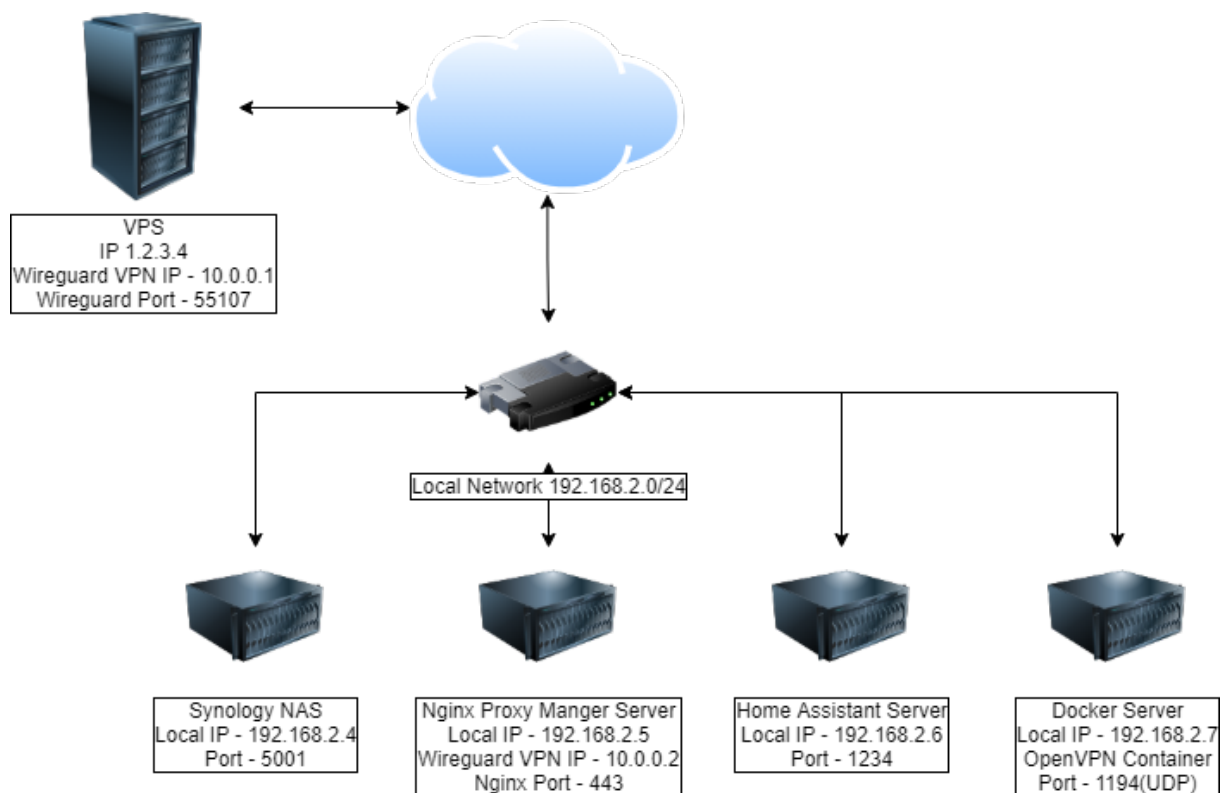 VPS
IP 1.2.3.4
Wireguard VPN IP - 10.0.0.1
Wireguard Port - 55107
Local Network 192.168.2.0/24
Synology NAS
Local IP - 192.168.2.4
Port - 5001
Nginx Proxy Manger Server
Local IP - 192.168.2.5
Wireguard VPN IP - 10.0.0.2
Nginx Port - 443
Home Assistant Server
Local IP - 192.168.2.6
Port - 1234
Docker Server
Local IP - 192.168.2.7
OpenVPN Container
Port - 1194(UDP)